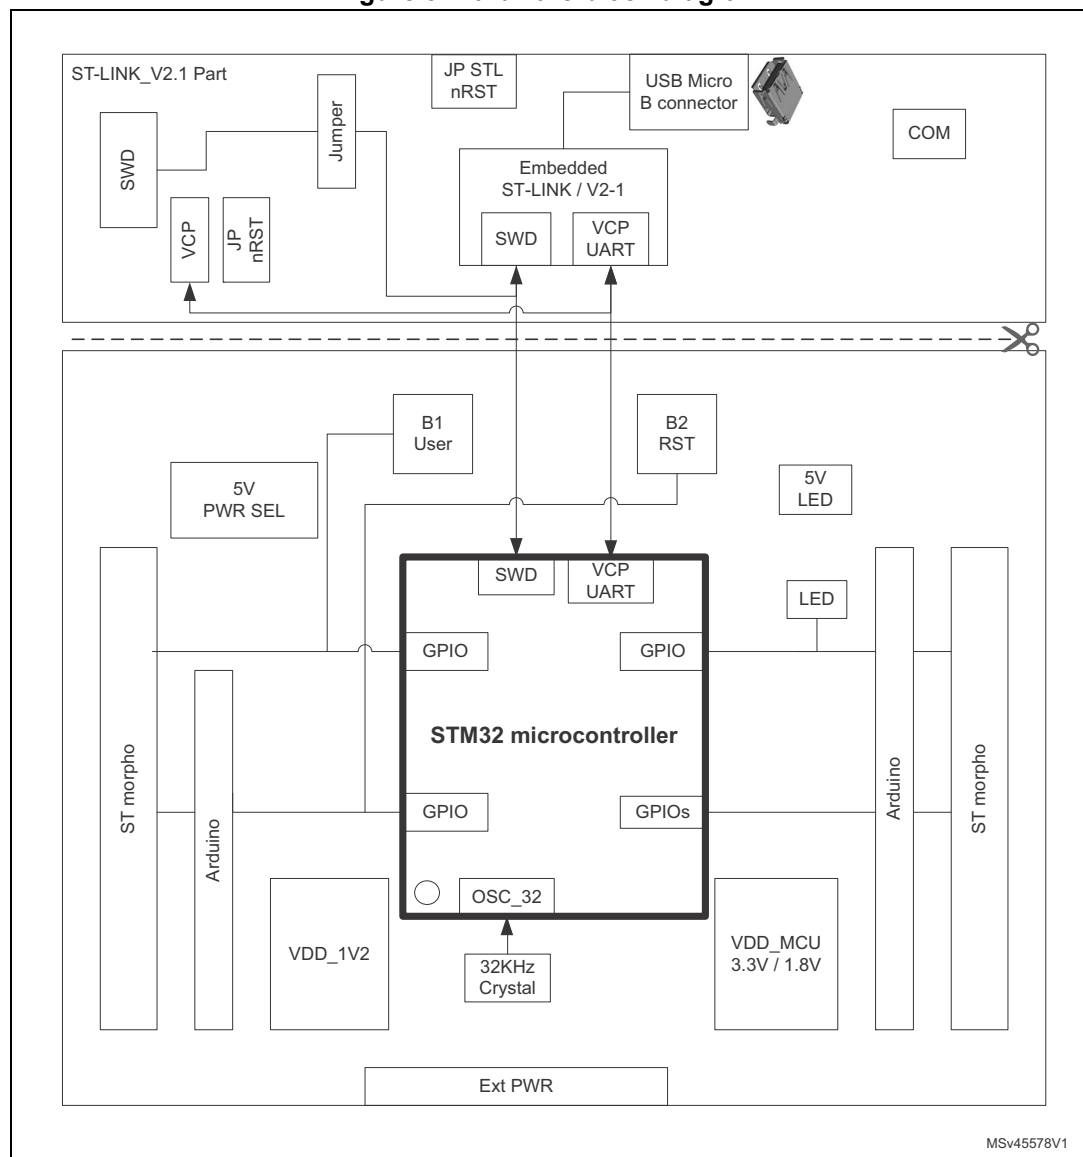 ST-LINK_V2.1 Part
JP STL
nRST
USB Micro
B connector
COM
Jumper
SWD
Embedded
ST-LINK / V2-1
VCP
JP
nRST
SWD
VCP
UART
B1
User
B2
RST
5V
PWR SEL
5V
LED
SWD
VCP
UART
LED
GPIO
GPIO
STM32 microcontroller
ST morpho
Arduino
GPIO
GPIOs
Arduino
ST morpho
OSC_32
VDD_1V2
32KHz
Crystal
VDD_MCU
3.3V / 1.8V
Ext PWR
MSv45578V1